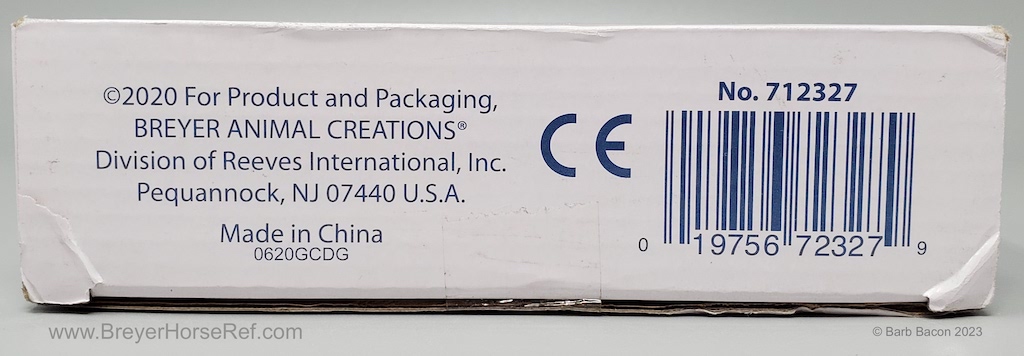 ©2020 For Product and Packaging,
BREYER ANIMAL CREATIONS®
Division of Reeves International, Inc.
Pequannock, NJ 07440 U.S.A.
Made in China
0620GCDG
CE
No. 712327
0 19756 72327 9
www.BreyerHorseRef.com
© Barb Bacon 2023